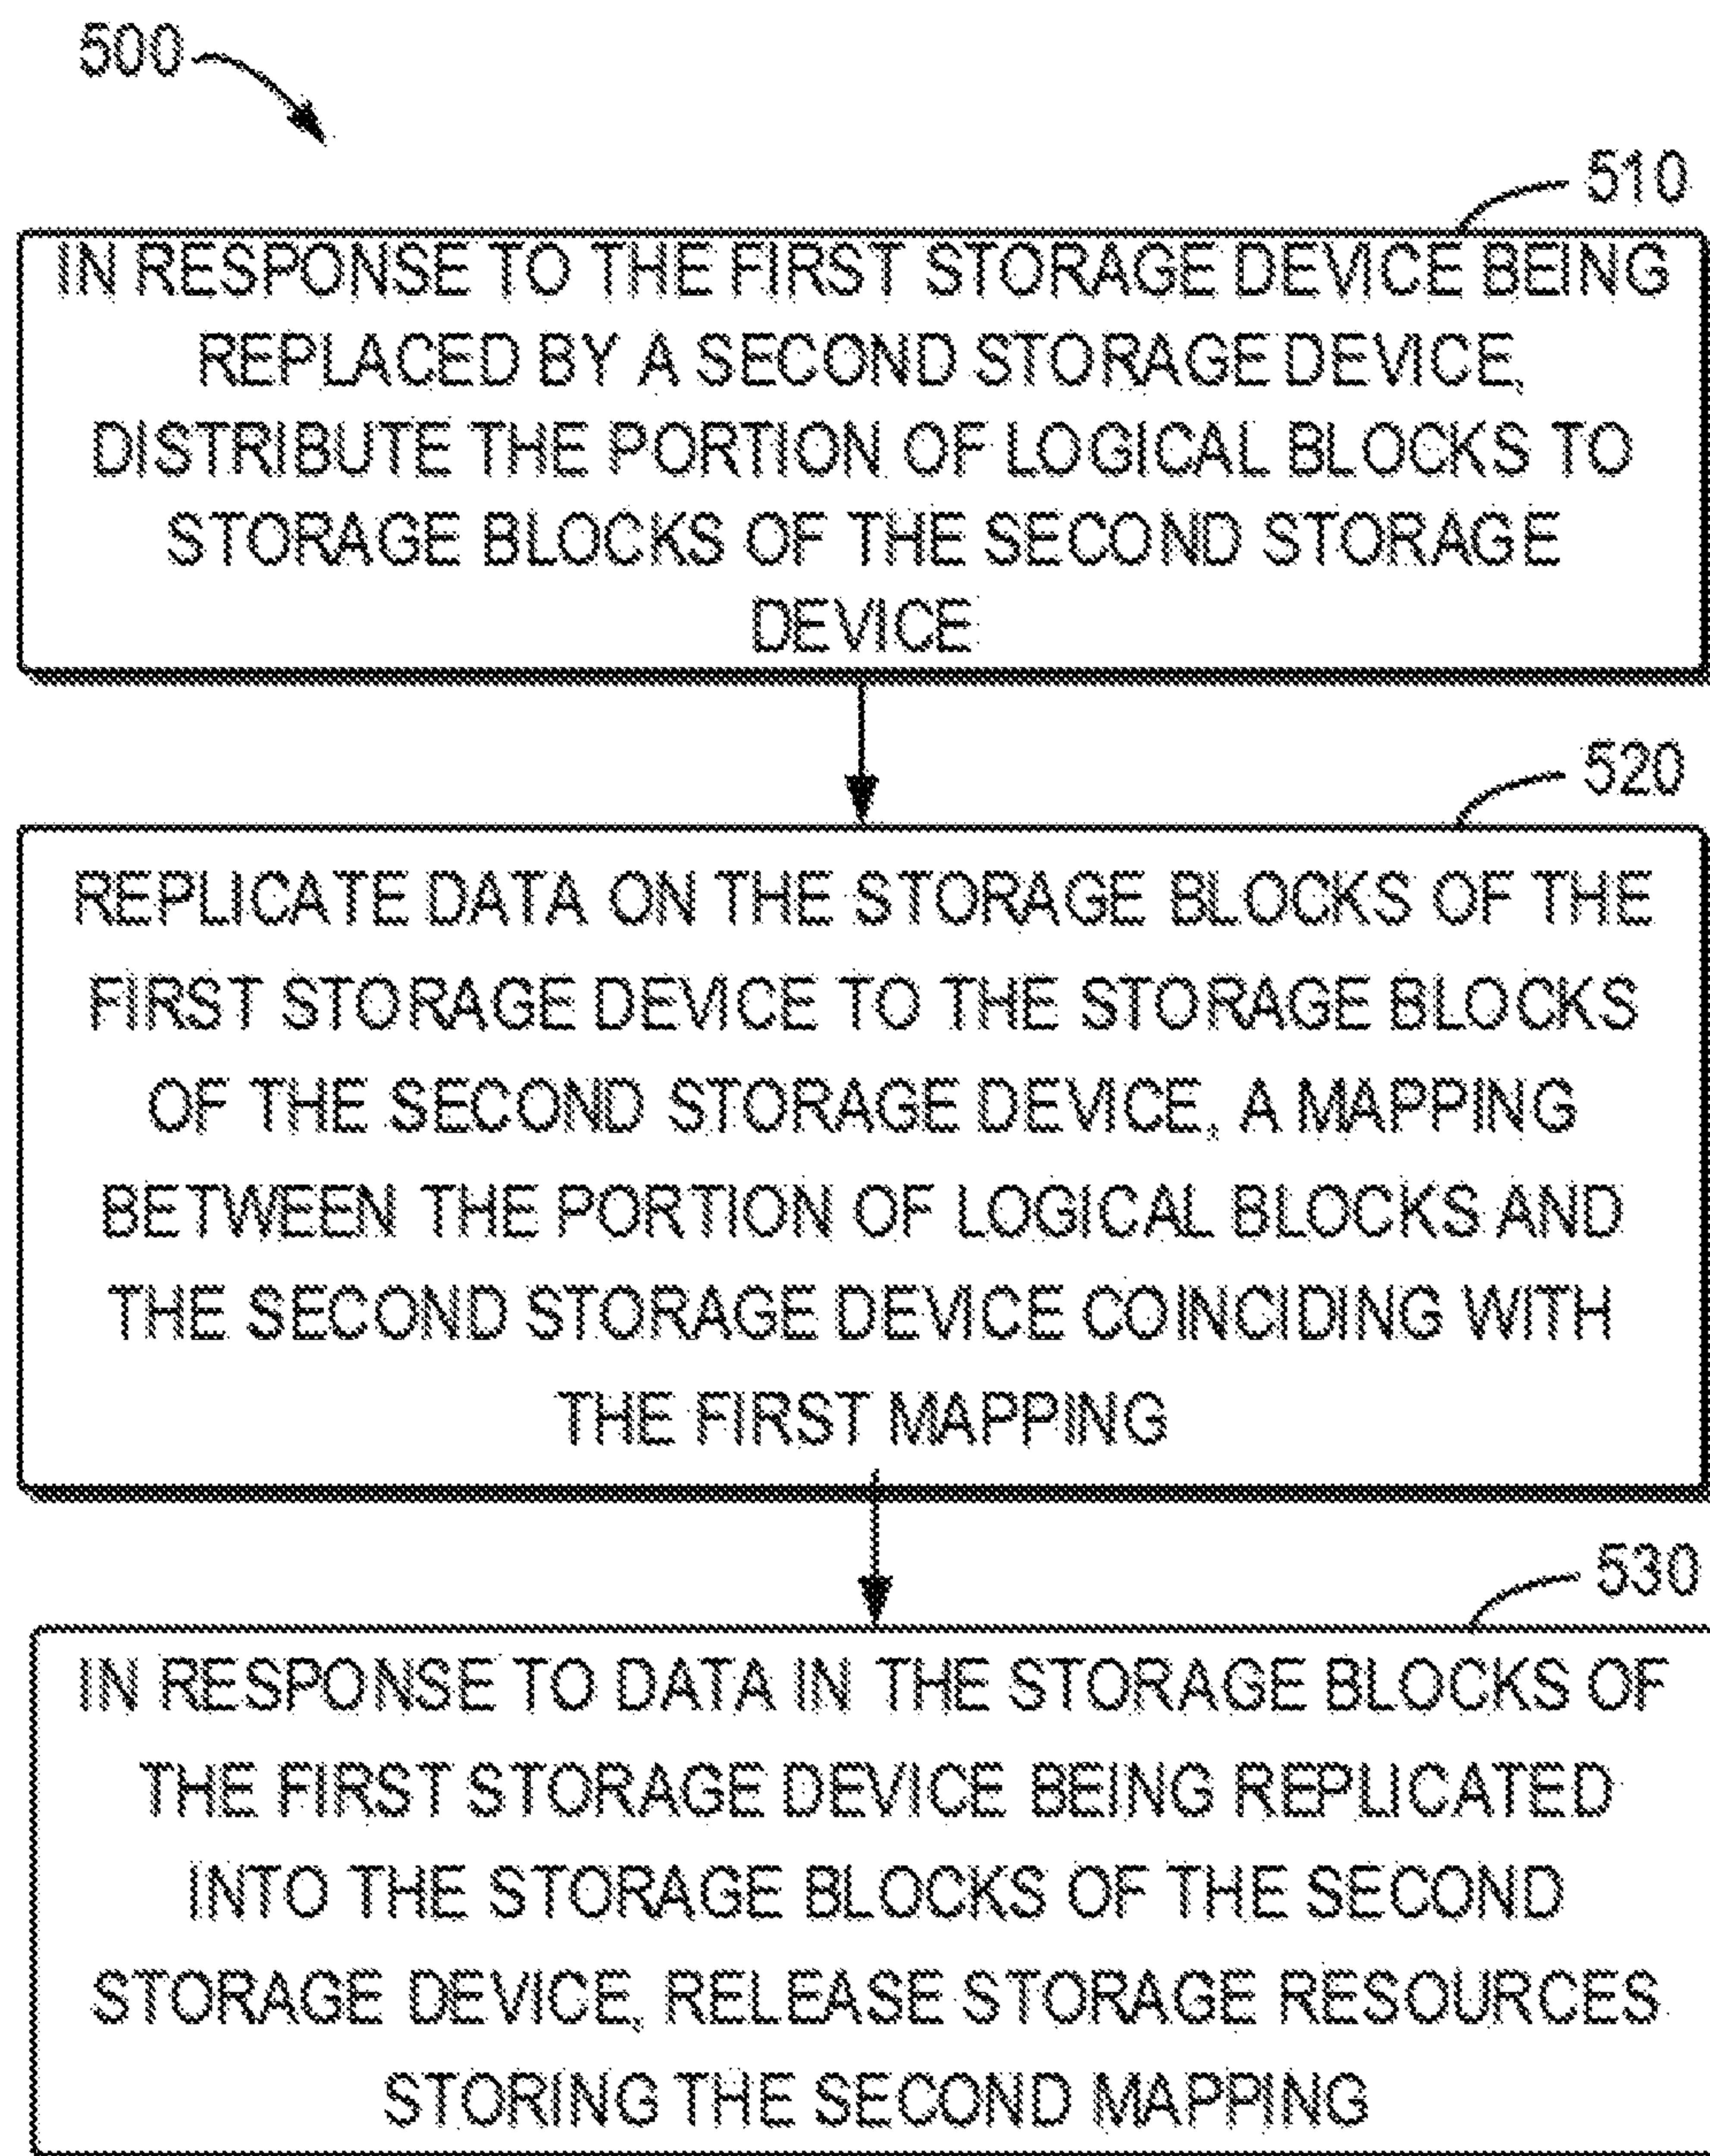 500
510
IN RESPONSE TO THE FIRST STORAGE DEVICE BEING
REPLACED BY A SECOND STORAGE DEVICE,
DISTRIBUTE THE PORTION OF LOGICAL BLOCKS TO
STORAGE BLOCKS OF THE SECOND STORAGE
DEVICE
520
REPLICATE DATA ON THE STORAGE BLOCKS OF THE
FIRST STORAGE DEVICE TO THE STORAGE BLOCKS
OF THE SECOND STORAGE DEVICE, A MAPPING
BETWEEN THE PORTION OF LOGICAL BLOCKS AND
THE SECOND STORAGE DEVICE COINCIDING WITH
THE FIRST MAPPING
530
IN RESPONSE TO DATA IN THE STORAGE BLOCKS OF
THE FIRST STORAGE DEVICE BEING REPLICATED
INTO THE STORAGE BLOCKS OF THE SECOND
STORAGE DEVICE, RELEASE STORAGE RESOURCES
STORING THE SECOND MAPPING